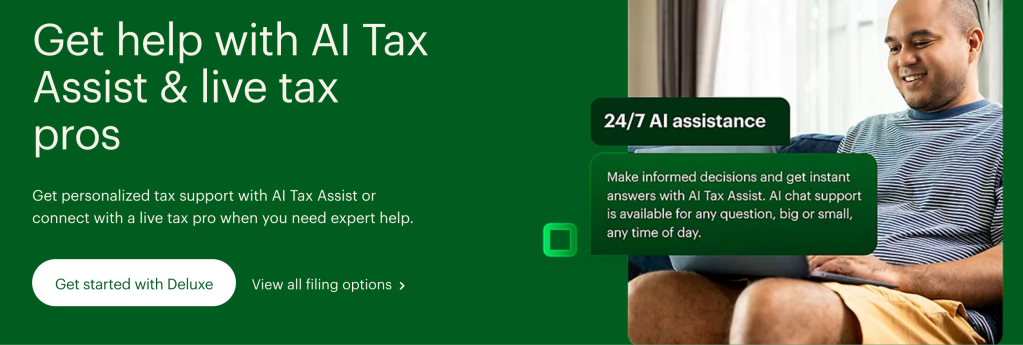 Get help with AI Tax
Assist & live tax
pros
Get personalized tax support with AI Tax Assist or
connect with a live tax pro when you need expert help.
Get started with Deluxe
View all filing options
24/7 AI assistance
Make informed decisions and get instant
answers with AI Tax Assist. AI chat support
is available for any question, big or small,
any time of day.